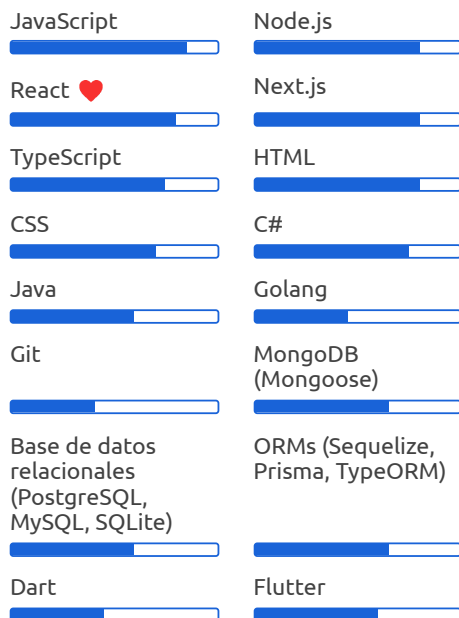 JavaScript
Node.js
React ❤
Next.js
TypeScript
HTML
CSS
C#
Java
Golang
Git
MongoDB
(Mongoose)
Base de datos
relacionales
(PostgreSQL,
MySQL, SQLite)
ORMs (Sequelize,
Prisma, TypeORM)
Dart
Flutter